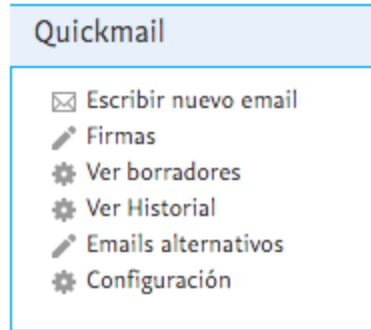 Quickmail
Escribir nuevo email
Firmas
Ver borradores
Ver Historial
Emails alternativos
Configuración